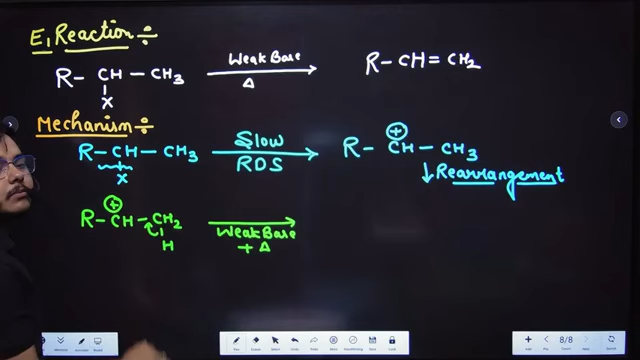 E₁ Reaction ÷
R – CH – CH₃ Weak Base Δ R – CH = CH₂
X
Mechanism ÷
R – CH – CH₃ Slow RDS R – CH – CH₃
X ⊕
↓ Rearrangement
⊕
R – CH – CH₂ Weak Base + Δ
H
8/8